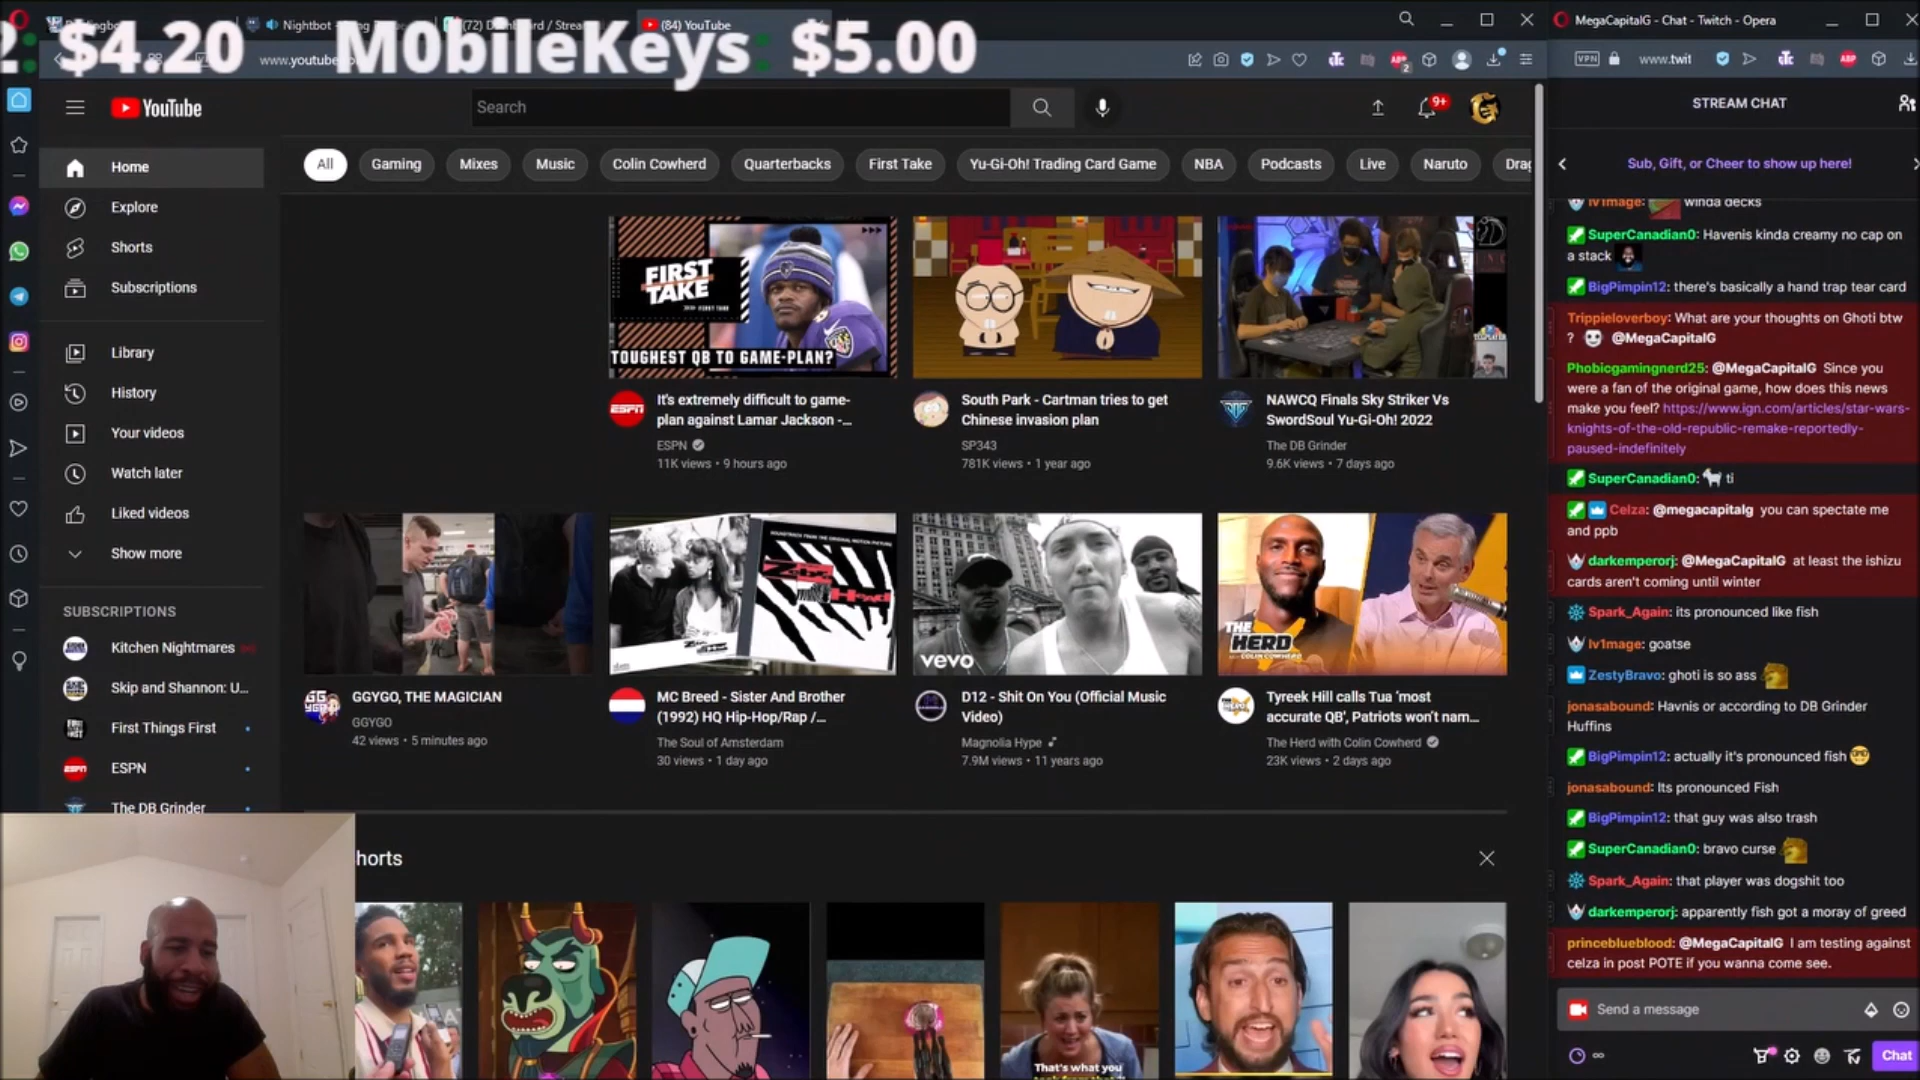 $4.20 M0bileKeys: $5.00
(84) YouTube
MegaCapitalG - Chat - Twitch - Opera
VPN
www.twit
YouTube
Search
9+
STREAM CHAT
Home
Explore
Shorts
Subscriptions
Library
History
Your videos
Watch later
Liked videos
Show more
SUBSCRIPTIONS
Kitchen Nightmares
Skip and Shannon: U...
First Things First
ESPN
The DB Grinder
All
Gaming
Mixes
Music
Colin Cowherd
Quarterbacks
First Take
Yu-Gi-Oh! Trading Card Game
NBA
Podcasts
Live
Naruto
Drag
FIRST
TAKE
TOUGHEST QB TO GAME-PLAN?
It's extremely difficult to game-
plan against Lamar Jackson -...
ESPN
11K views • 9 hours ago
South Park - Cartman tries to get
Chinese invasion plan
SP343
781K views • 1 year ago
NAWCQ Finals Sky Striker Vs
SwordSoul Yu-Gi-Oh! 2022
The DB Grinder
9.6K views • 7 days ago
GGYGO, THE MAGICIAN
GGYGO
42 views • 5 minutes ago
MC Breed - Sister And Brother
(1992) HQ Hip-Hop/Rap /...
The Soul of Amsterdam
30 views • 1 day ago
vevo
D12 - Shit On You (Official Music
Video)
Magnolia Hype
7.9M views • 11 years ago
THE
HERD
Tyreek Hill calls Tua 'most
accurate QB', Patriots won't nam...
The Herd with Colin Cowherd
23K views • 2 days ago
horts
That's what you
Sub, Gift, or Cheer to show up here!
lv1mage: winda decks
SuperCanadian0: Havenis kinda creamy no cap on
a stack
BigPimpin12: there's basically a hand trap tear card
Trippieloverboy: What are your thoughts on Ghoti btw
? @MegaCapitalG
Phobicgamingnerd25: @MegaCapitalG Since you
were a fan of the original game, how does this news
make you feel? https://www.ign.com/articles/star-wars-
knights-of-the-old-republic-remake-reportedly-
paused-indefinitely
SuperCanadian0: ti
Celza: @megacapitalg you can spectate me
and ppb
darkemperorj: @MegaCapitalG at least the ishizu
cards aren't coming until winter
Spark_Again: its pronounced like fish
lv1mage: goatse
ZestyBravo: ghoti is so ass
jonasabound: Havnis or according to DB Grinder
Huffins
BigPimpin12: actually it's pronounced fish
jonasabound: Its pronounced Fish
BigPimpin12: that guy was also trash
SuperCanadian0: bravo curse
Spark_Again: that player was dogshit too
darkemperorj: apparently fish got a moray of greed
princeblueblood: @MegaCapitalG I am testing against
celza in post POTE if you wanna come see.
Send a message
Chat